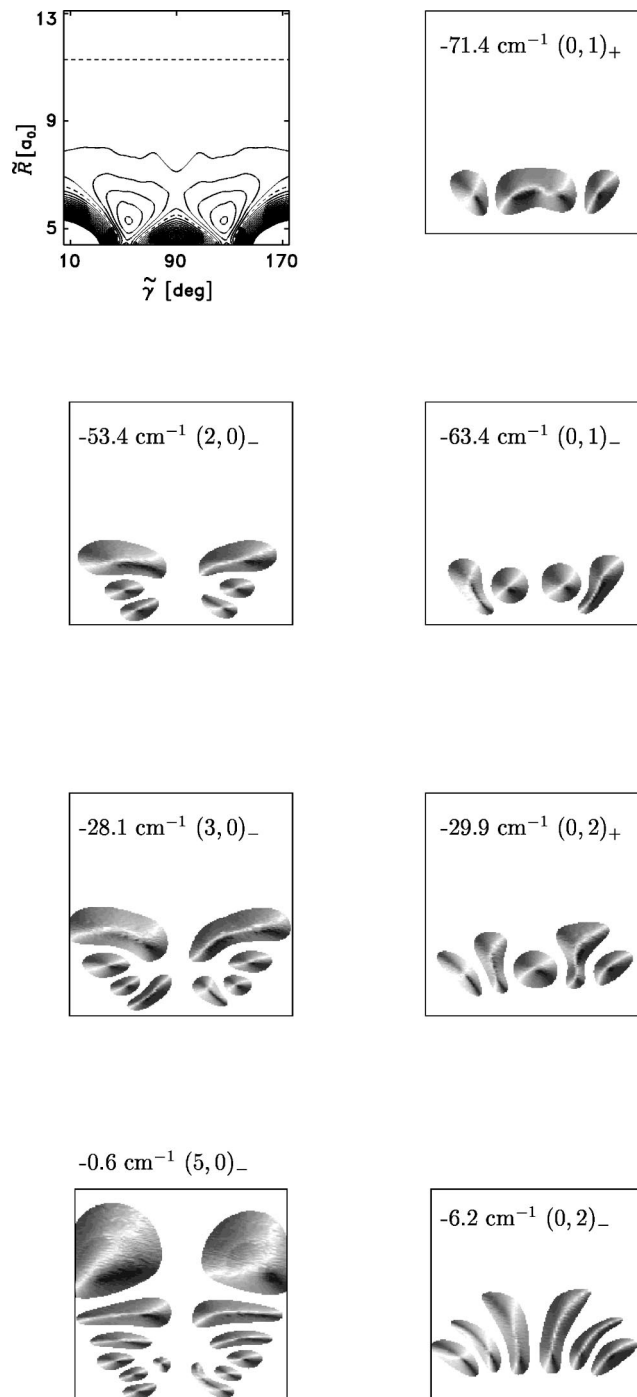 13
9
5
R̃ [a₀]
10 90 170
γ̃ [deg]
-71.4 cm⁻¹ (0, 1)₊
-53.4 cm⁻¹ (2, 0)₋
-63.4 cm⁻¹ (0, 1)₋
-28.1 cm⁻¹ (3, 0)₋
-29.9 cm⁻¹ (0, 2)₊
-0.6 cm⁻¹ (5, 0)₋
-6.2 cm⁻¹ (0, 2)₋